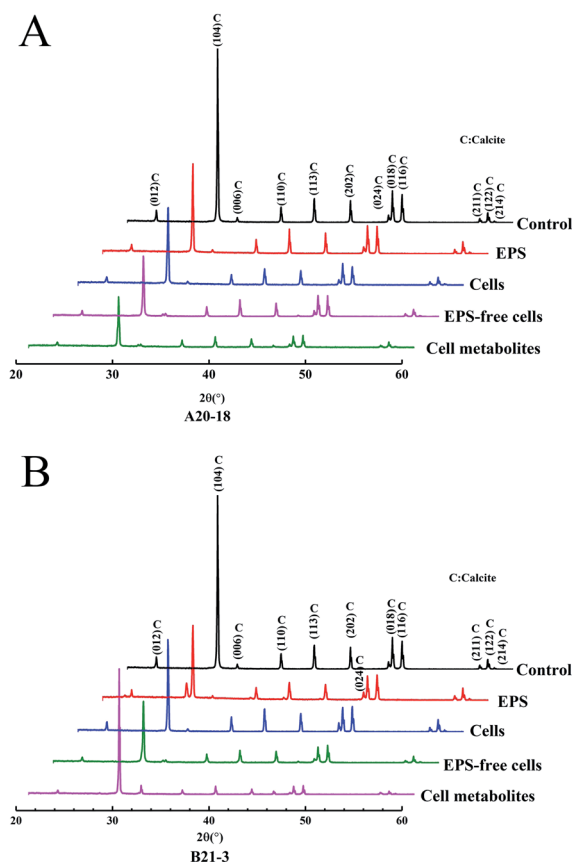 A
(104) C
C:Calcite
(012) C
(006) C
(110) C
(113) C
(202) C
(024) C
(018) C
(116) C
(211) C
(122) C
(214) C
Control
EPS
Cells
EPS-free cells
Cell metabolites
20 30 40 50 60
2θ(°)
A20-18
B
(104) C
C:Calcite
(012) C
(006) C
(110) C
(113) C
(202) C
(024) C
(018) C
(116) C
(211) C
(122) C
(214) C
Control
EPS
Cells
EPS-free cells
Cell metabolites
20 30 40 50 60
2θ(°)
B21-3